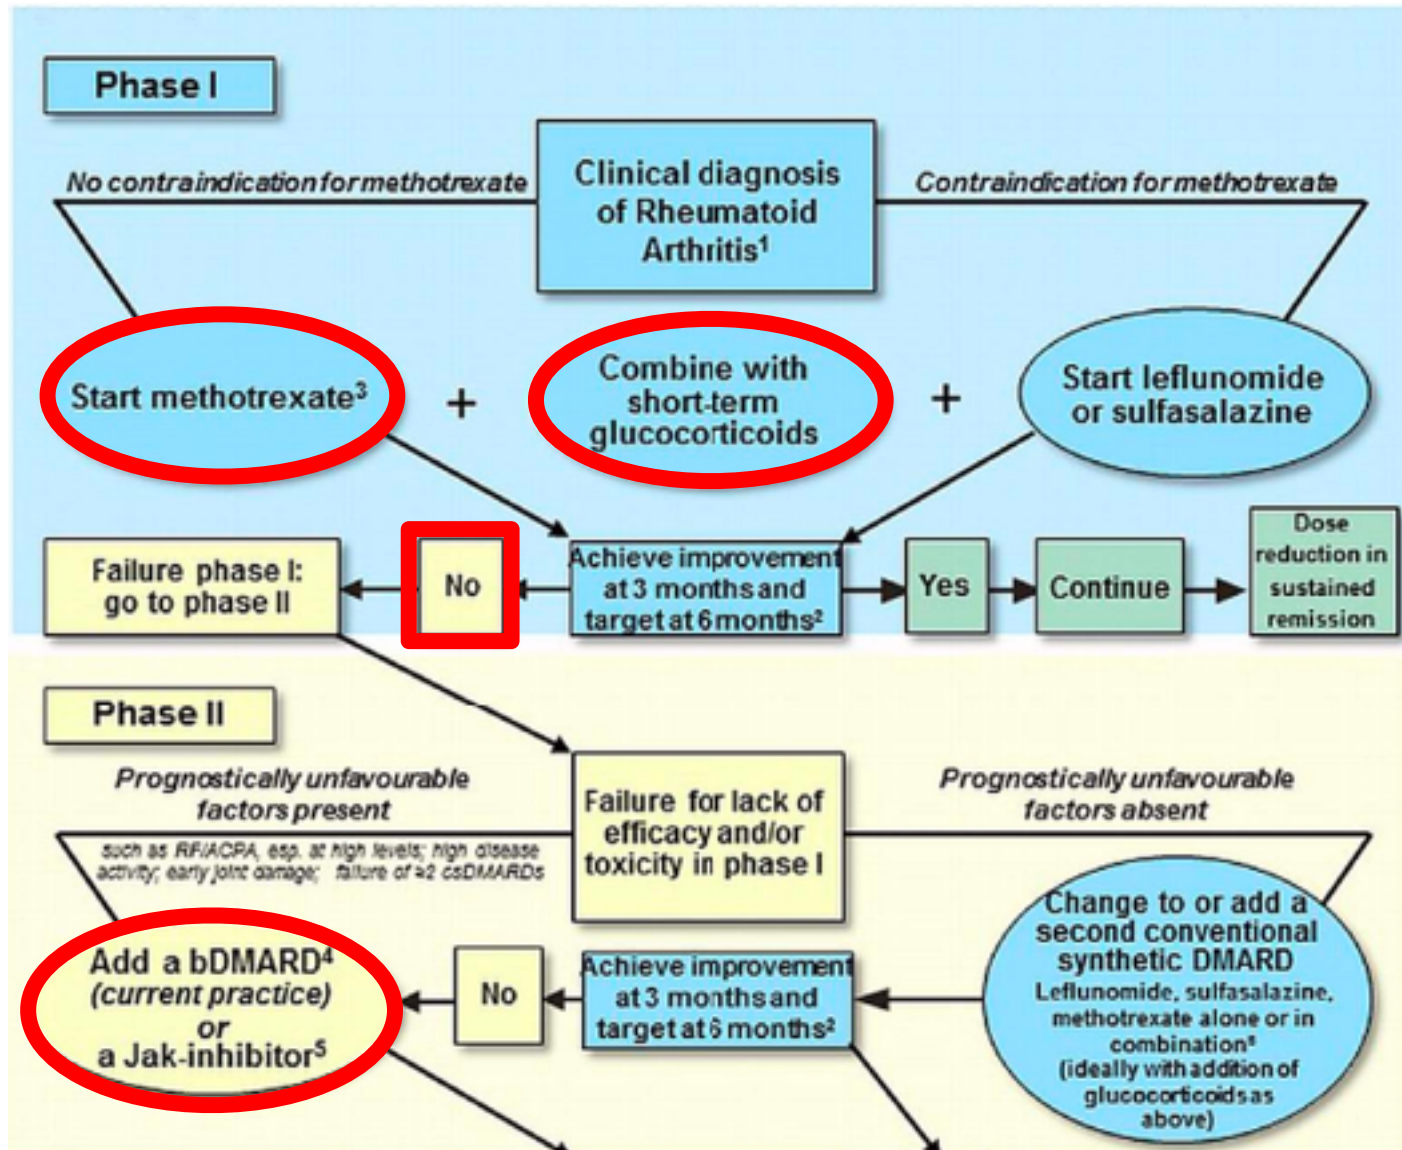 Phase I
No contraindication for methotrexate
Clinical diagnosis
of Rheumatoid
Arthritis¹
Contraindication for methotrexate
Start methotrexate³
+
Combine with
short-term
glucocorticoids
+
Start leflunomide
or sulfasalazine
Failure phase I:
go to phase II
No
Achieve improvement
at 3 months and
target at 6 months²
Yes
Continue
Dose
reduction in
sustained
remission
Phase II
Prognostically unfavourable
factors present
such as RF/ACPA, esp. at high levels; high disease
activity; early joint damage; failure of ≥2 csDMARDs
Failure for lack of
efficacy and/or
toxicity in phase I
Prognostically unfavourable
factors absent
Add a bDMARD⁴
(current practice)
or
a Jak-inhibitor⁵
No
Achieve improvement
at 3 months and
target at 6 months²
Change to or add a
second conventional
synthetic DMARD
Leflunomide, sulfasalazine,
methotrexate alone or in
combination⁶
(ideally with addition of
glucocorticoids as
above)